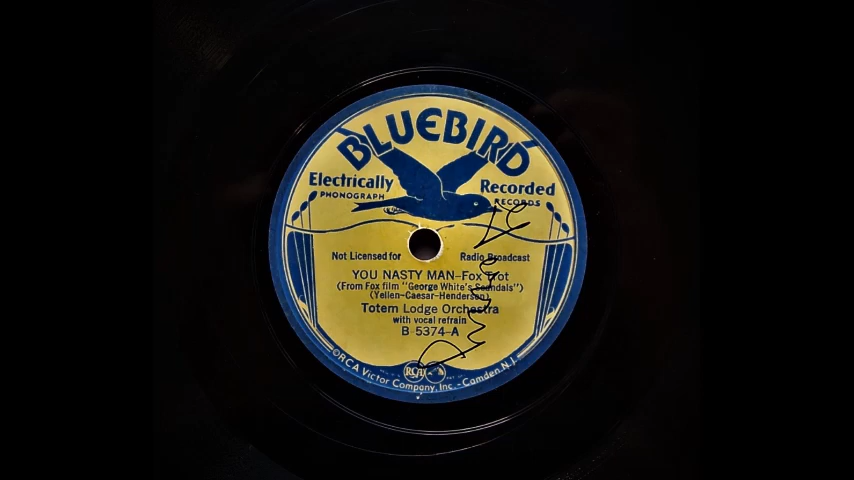 BLUEBIRD
Electrically Recorded
PHONOGRAPH RECORDS
Not Licensed for Radio Broadcast
YOU NASTY MAN-Fox Trot
(From Fox film "George White's Scandals")
(Yellen-Caesar-Henderson)
Totem Lodge Orchestra
with vocal refrain
B 5374-A
©RCA Victor Company, Inc. - Camden, N.J.